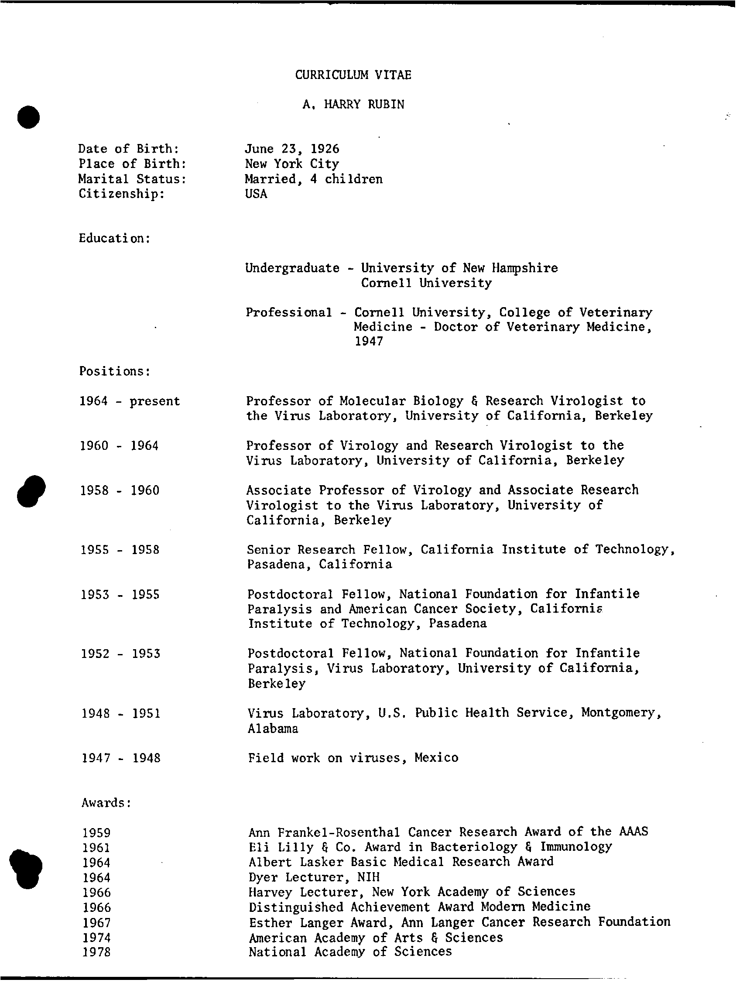 CURRICULUM VITAE
A. HARRY RUBIN
Date of Birth: June 23, 1926
Place of Birth: New York City
Marital Status: Married, 4 children
Citizenship: USA
Education:
Undergraduate - University of New Hampshire
Cornell University
Professional - Cornell University, College of Veterinary
Medicine - Doctor of Veterinary Medicine,
1947
Positions:
1964 - present Professor of Molecular Biology & Research Virologist to
the Virus Laboratory, University of California, Berkeley
1960 - 1964 Professor of Virology and Research Virologist to the
Virus Laboratory, University of California, Berkeley
1958 - 1960 Associate Professor of Virology and Associate Research
Virologist to the Virus Laboratory, University of
California, Berkeley
1955 - 1958 Senior Research Fellow, California Institute of Technology,
Pasadena, California
1953 - 1955 Postdoctoral Fellow, National Foundation for Infantile
Paralysis and American Cancer Society, California
Institute of Technology, Pasadena
1952 - 1953 Postdoctoral Fellow, National Foundation for Infantile
Paralysis, Virus Laboratory, University of California,
Berkeley
1948 - 1951 Virus Laboratory, U.S. Public Health Service, Montgomery,
Alabama
1947 - 1948 Field work on viruses, Mexico
Awards:
1959 Ann Frankel-Rosenthal Cancer Research Award of the AAAS
1961 Eli Lilly & Co. Award in Bacteriology & Immunology
1964 Albert Lasker Basic Medical Research Award
1964 Dyer Lecturer, NIH
1966 Harvey Lecturer, New York Academy of Sciences
1966 Distinguished Achievement Award Modern Medicine
1967 Esther Langer Award, Ann Langer Cancer Research Foundation
1974 American Academy of Arts & Sciences
1978 National Academy of Sciences